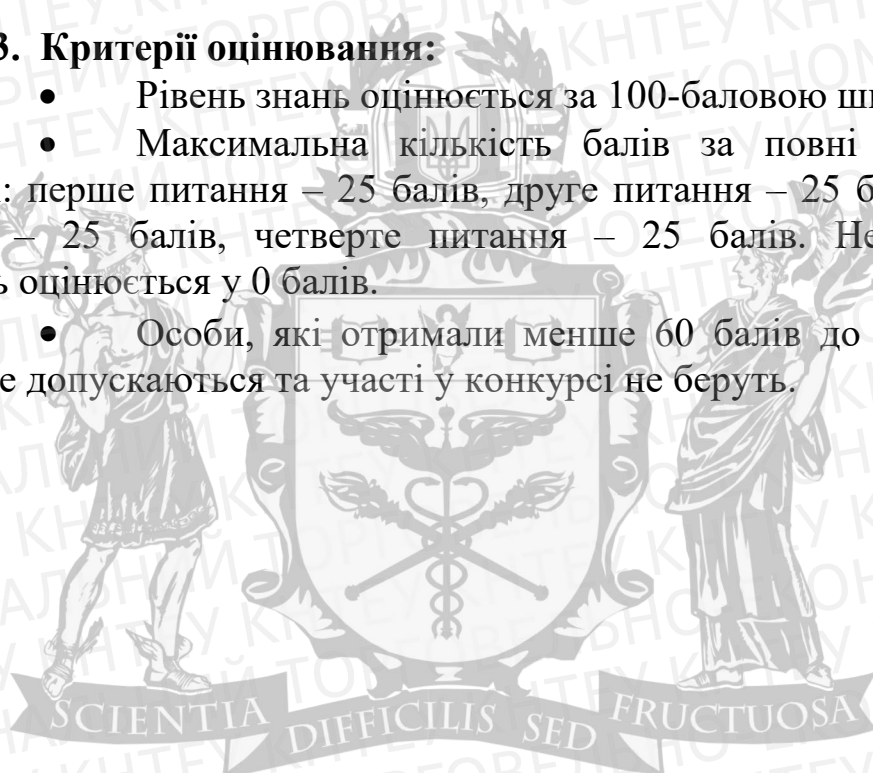 3. Критерії оцінювання:
• Рівень знань оцінюється за 100-баловою
• Максимальна кількість балів за повні
: перше питання – 25 балів, друге питання – 25
– 25 балів, четверте питання – 25 балів. Не
оцінюється у 0 балів.
• Особи, які отримали менше 60 балів до
е допускаються та участі у конкурсі не беруть.
SCIENTIA DIFFICILIS SED FRUCTUOSA